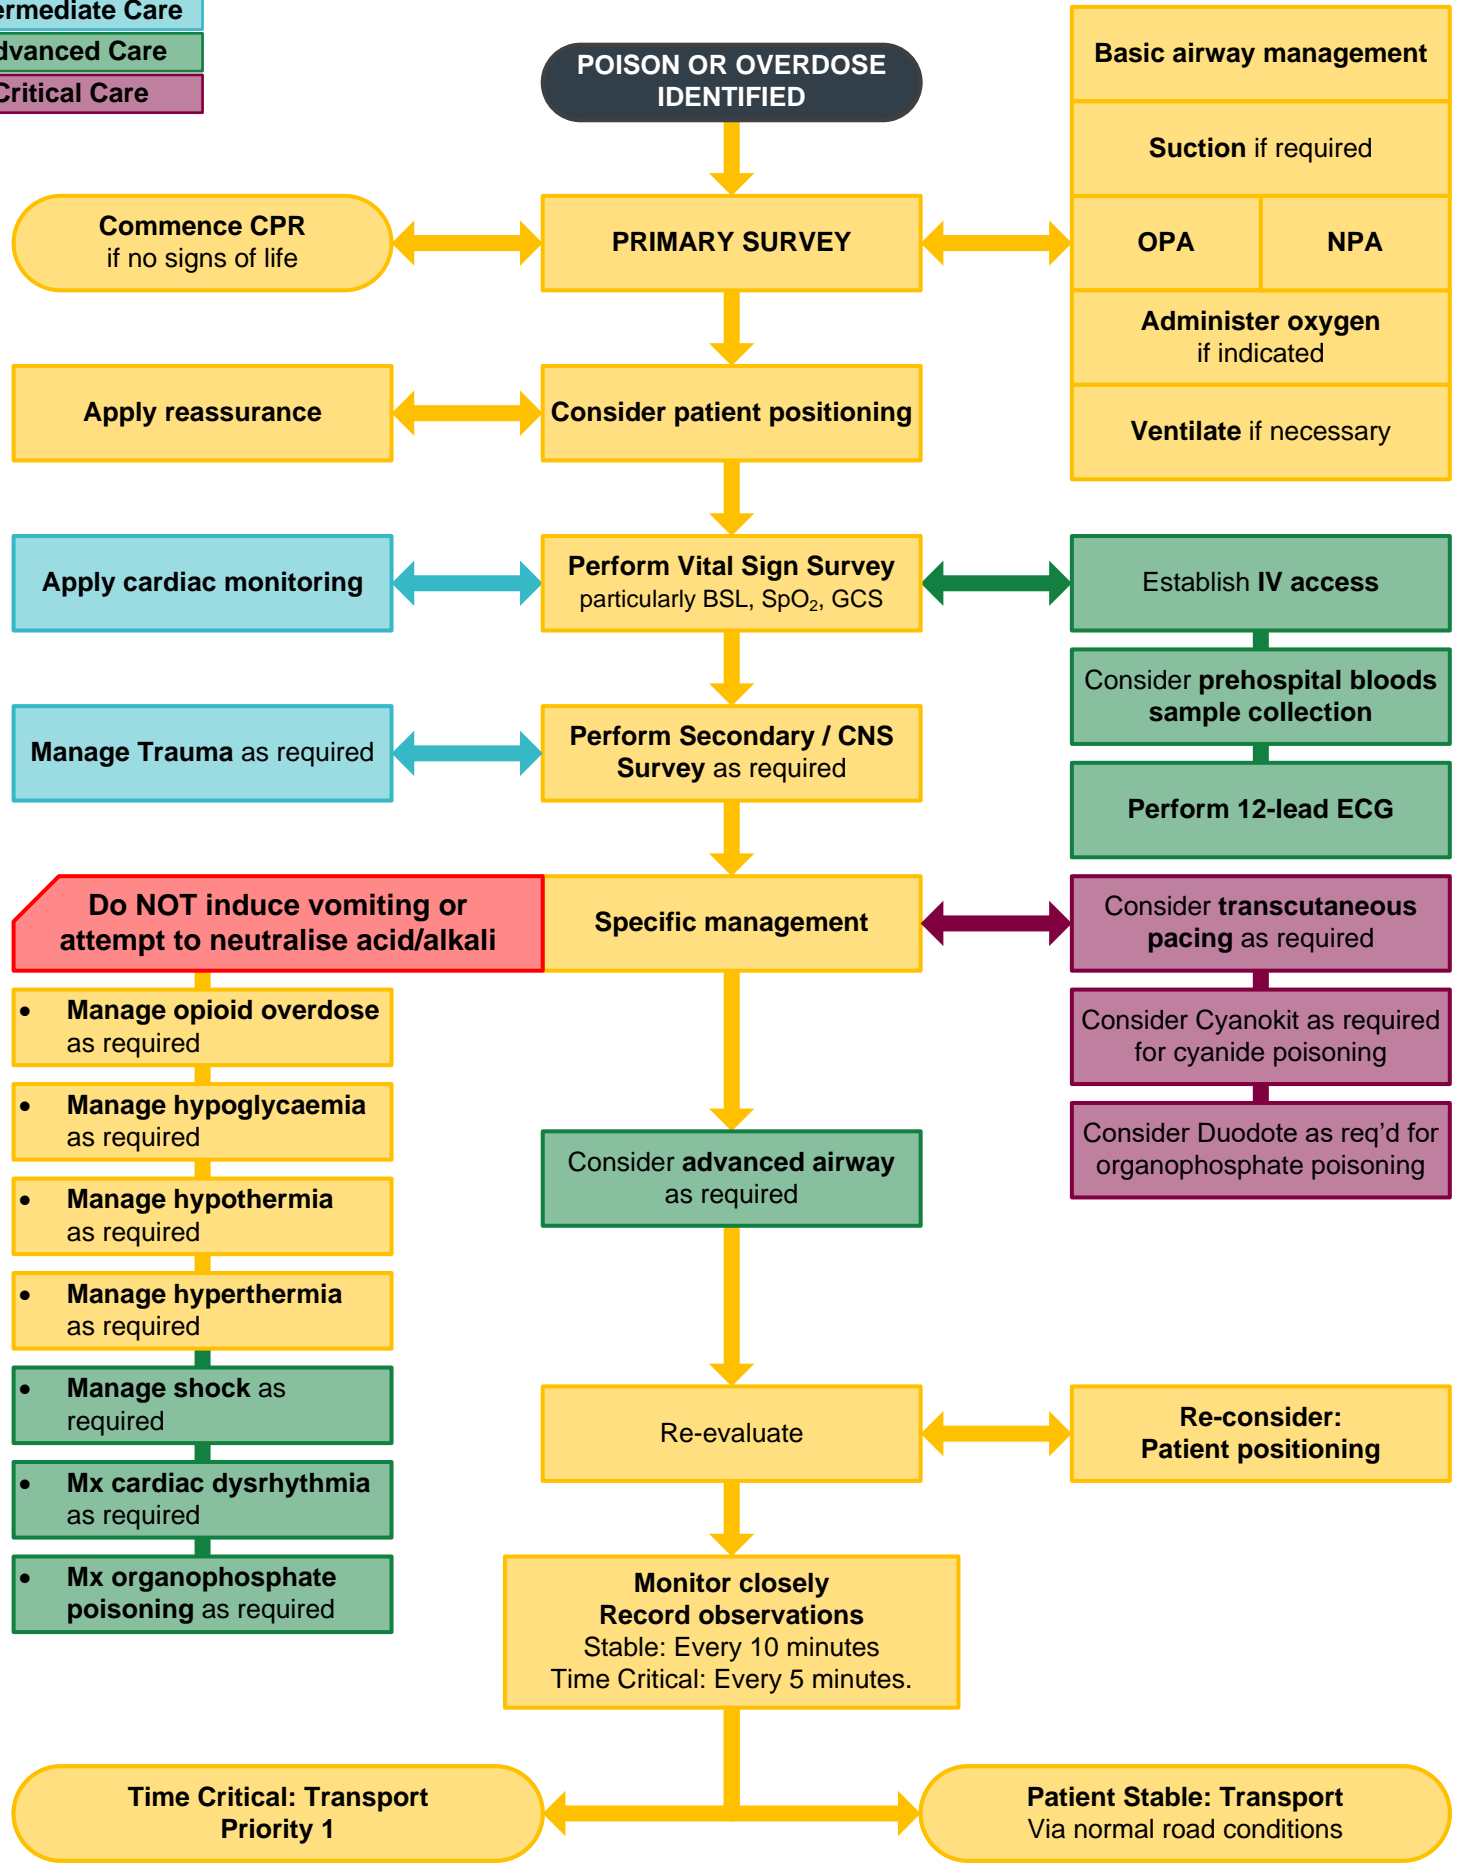 ermediate Care
dvanced Care
Critical Care
POISON OR OVERDOSE
IDENTIFIED
Basic airway management
Suction if required
OPA
NPA
Administer oxygen
if indicated
Ventilate if necessary
Commence CPR
if no signs of life
PRIMARY SURVEY
Apply reassurance
Consider patient positioning
Apply cardiac monitoring
Perform Vital Sign Survey
particularly BSL, SpO₂, GCS
Establish IV access
Consider prehospital bloods
sample collection
Perform 12-lead ECG
Manage Trauma as required
Perform Secondary / CNS
Survey as required
Do NOT induce vomiting or
attempt to neutralise acid/alkali
Specific management
Consider transcutaneous
pacing as required
Consider Cyanokit as required
for cyanide poisoning
Consider Duodote as req'd for
organophosphate poisoning
• Manage opioid overdose
as required
• Manage hypoglycaemia
as required
• Manage hypothermia
as required
• Manage hyperthermia
as required
• Manage shock as
required
• Mx cardiac dysrhythmia
as required
• Mx organophosphate
poisoning as required
Consider advanced airway
as required
Re-evaluate
Re-consider:
Patient positioning
Monitor closely
Record observations
Stable: Every 10 minutes
Time Critical: Every 5 minutes.
Time Critical: Transport
Priority 1
Patient Stable: Transport
Via normal road conditions